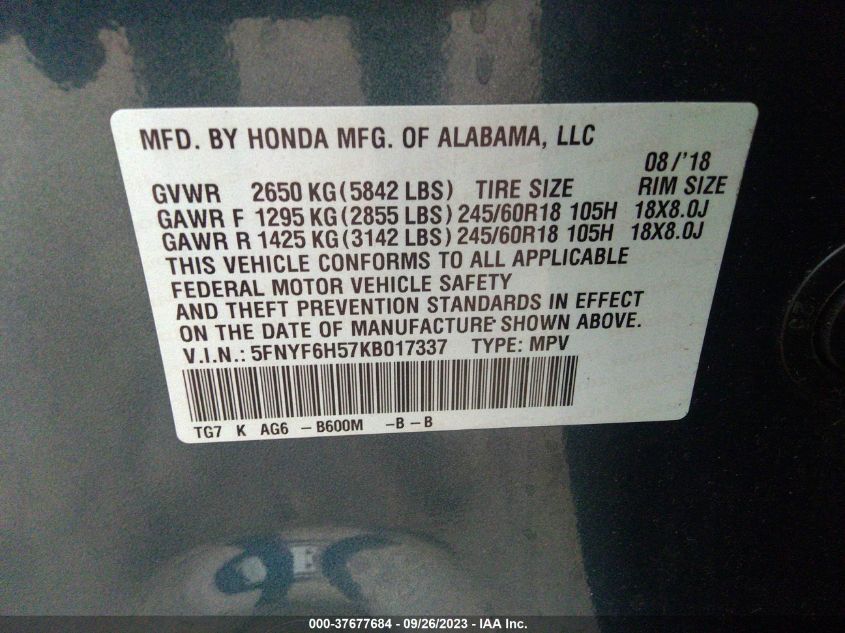 MFD. BY HONDA MFG. OF ALABAMA, LLC
08/'18
GVWR 2650 KG(5842 LBS) TIRE SIZE RIM SIZE
GAWR F 1295 KG(2855 LBS) 245/60R18 105H 18X8.0J
GAWR R 1425 KG(3142 LBS) 245/60R18 105H 18X8.0J
THIS VEHICLE CONFORMS TO ALL APPLICABLE
FEDERAL MOTOR VEHICLE SAFETY
AND THEFT PREVENTION STANDARDS IN EFFECT
ON THE DATE OF MANUFACTURE SHOWN ABOVE.
V.I.N.: 5FNYF6H57KB017337 TYPE: MPV
TG7 K AG6 -B600M -B-B
000-37677684 - 09/26/2023 - IAA Inc.